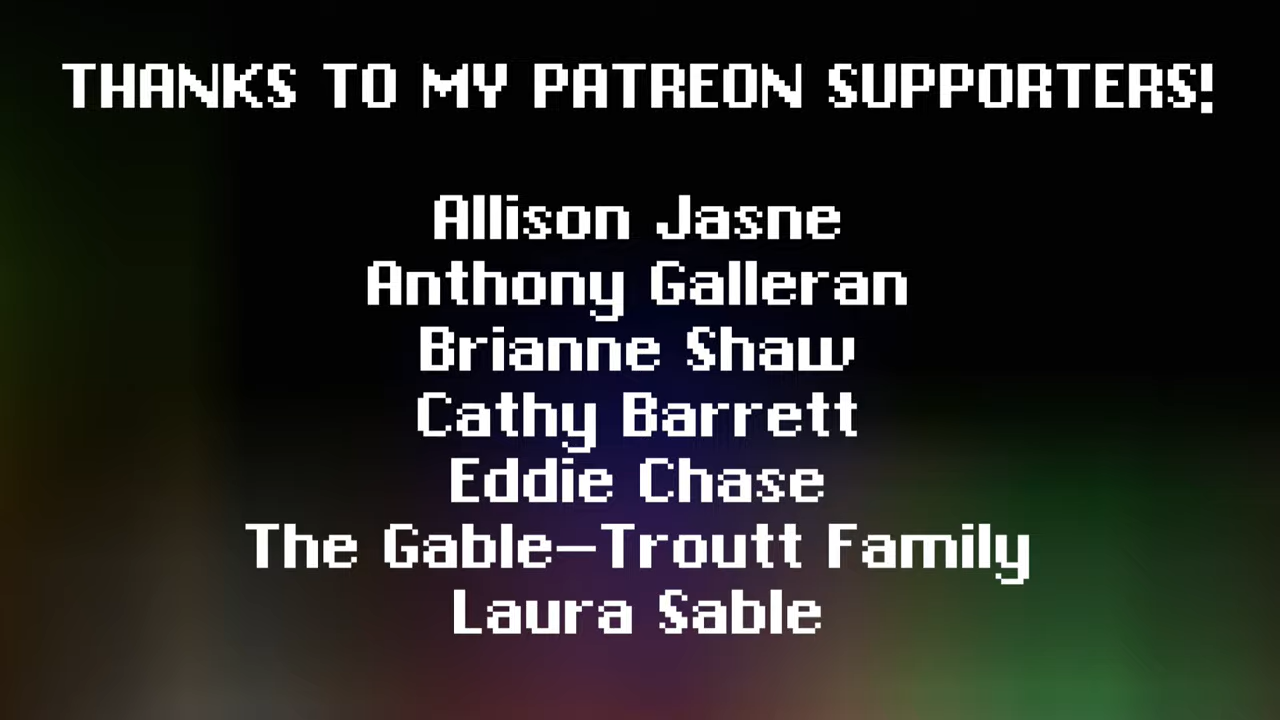 THANKS TO MY PATREON SUPPORTERS!
Allison Jasne
Anthony Galleran
Brianne Shaw
Cathy Barrett
Eddie Chase
The Gable-Troutt Family
Laura Sable